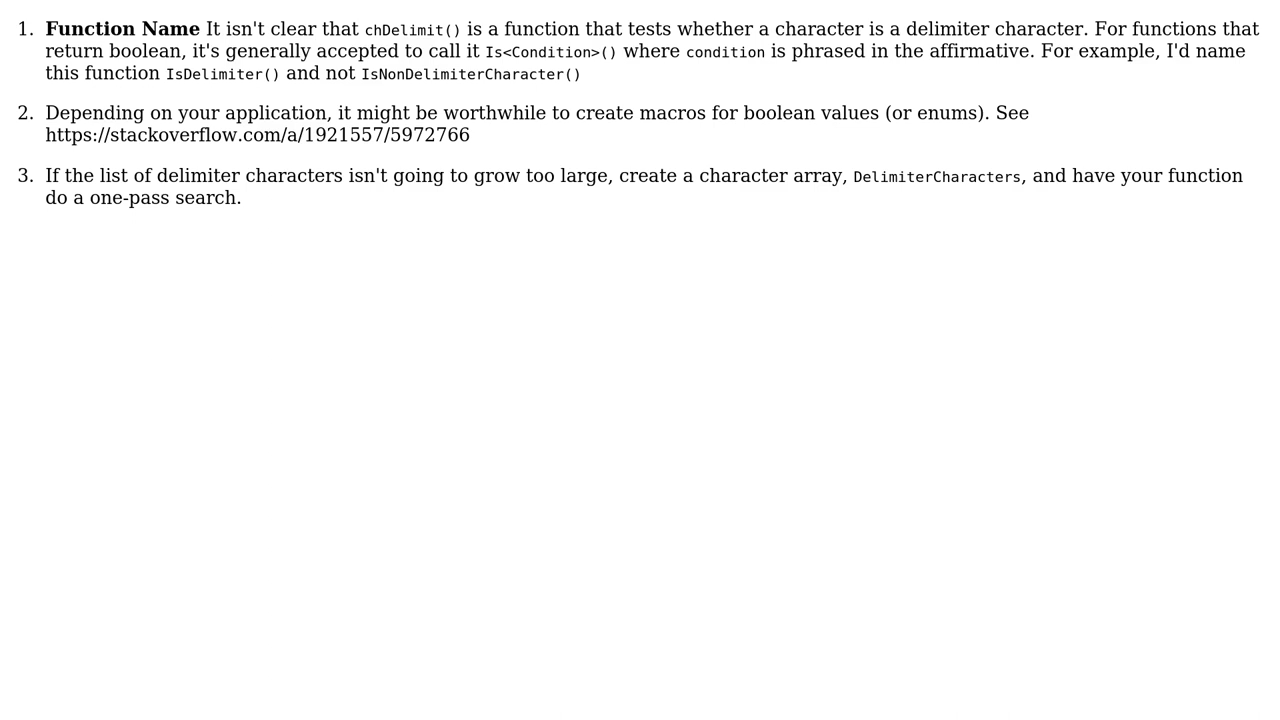 1. Function Name It isn't clear that chDelimit() is a function that tests whether a character is a delimiter character. For functions that
return boolean, it's generally accepted to call it Is<Condition>() where condition is phrased in the affirmative. For example, I'd name
this function IsDelimiter() and not IsNonDelimiterCharacter()
2. Depending on your application, it might be worthwhile to create macros for boolean values (or enums). See
https://stackoverflow.com/a/1921557/5972766
3. If the list of delimiter characters isn't going to grow too large, create a character array, DelimiterCharacters, and have your function
do a one-pass search.